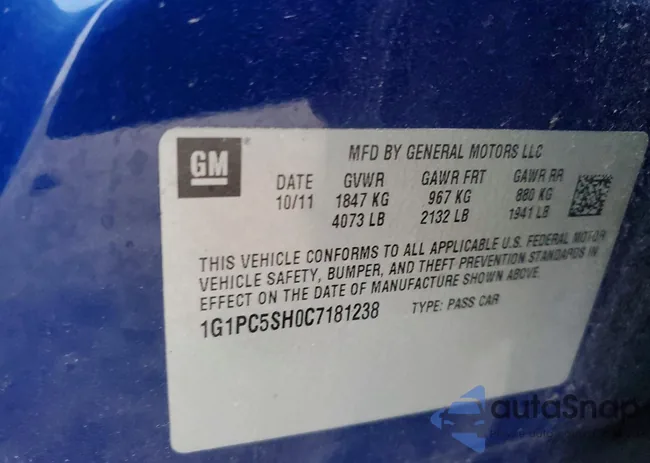 GM
MFD BY GENERAL MOTORS LLC
DATE GVWR GAWR FRT GAWR RR
10/11 1847 KG 967 KG 880 KG
4073 LB 2132 LB 1941 LB
THIS VEHICLE CONFORMS TO ALL APPLICABLE U.S. FEDERAL MOTOR
VEHICLE SAFETY, BUMPER, AND THEFT PREVENTION STANDARDS IN
EFFECT ON THE DATE OF MANUFACTURE SHOWN ABOVE.
1G1PC5SH0C7181238 TYPE: PASS CAR
autoSnap